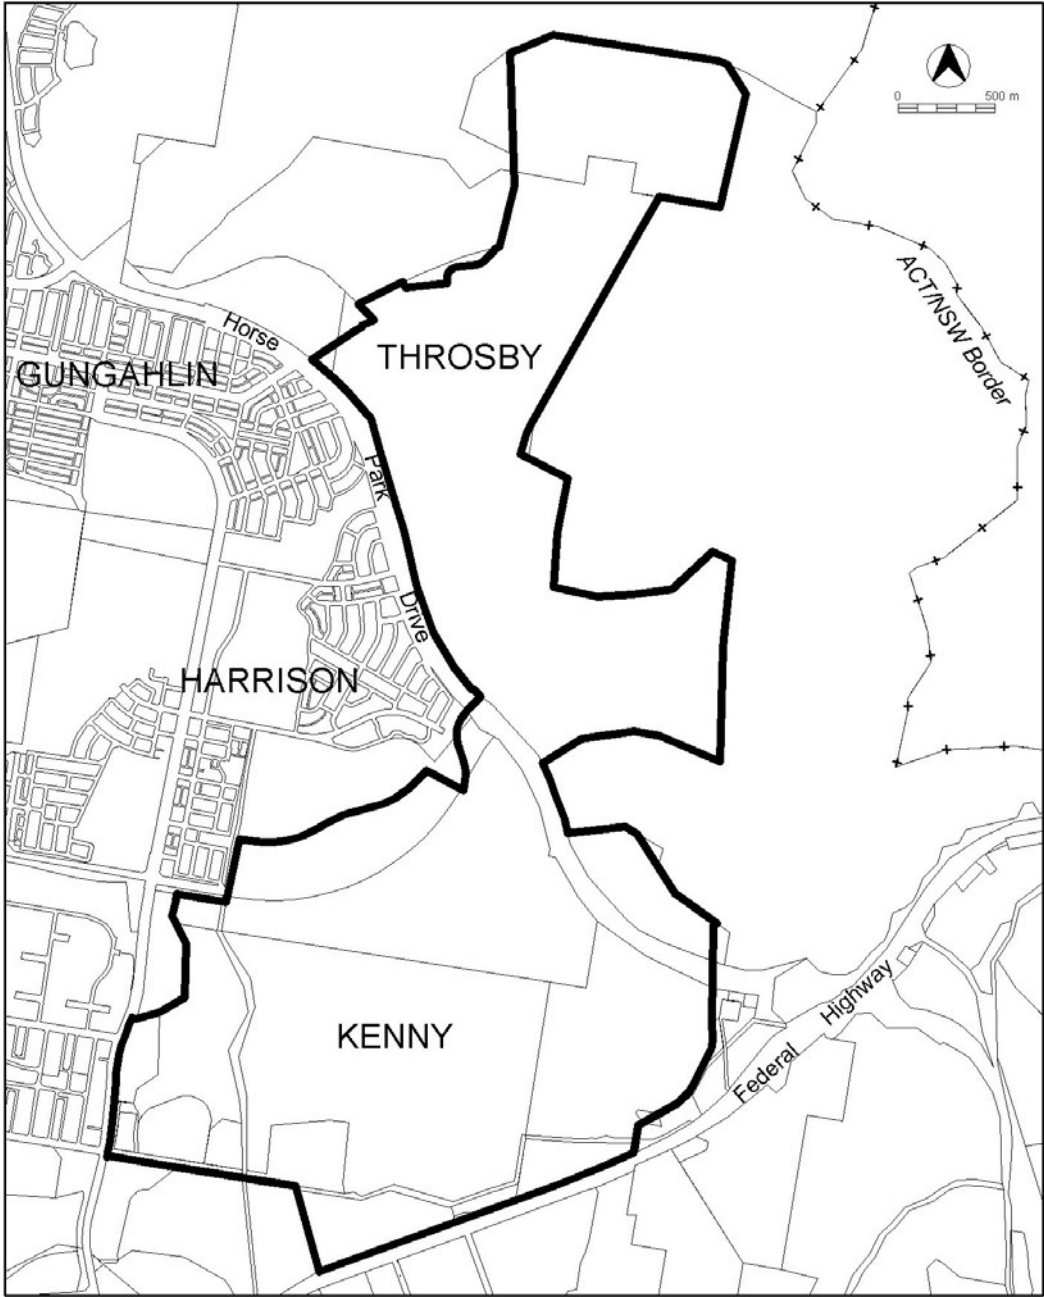 0 500 m
ACT/NSW Border
Horse
THROSBY
GUNGAHLIN
Park
Drive
HARRISON
KENNY
Federal Highway